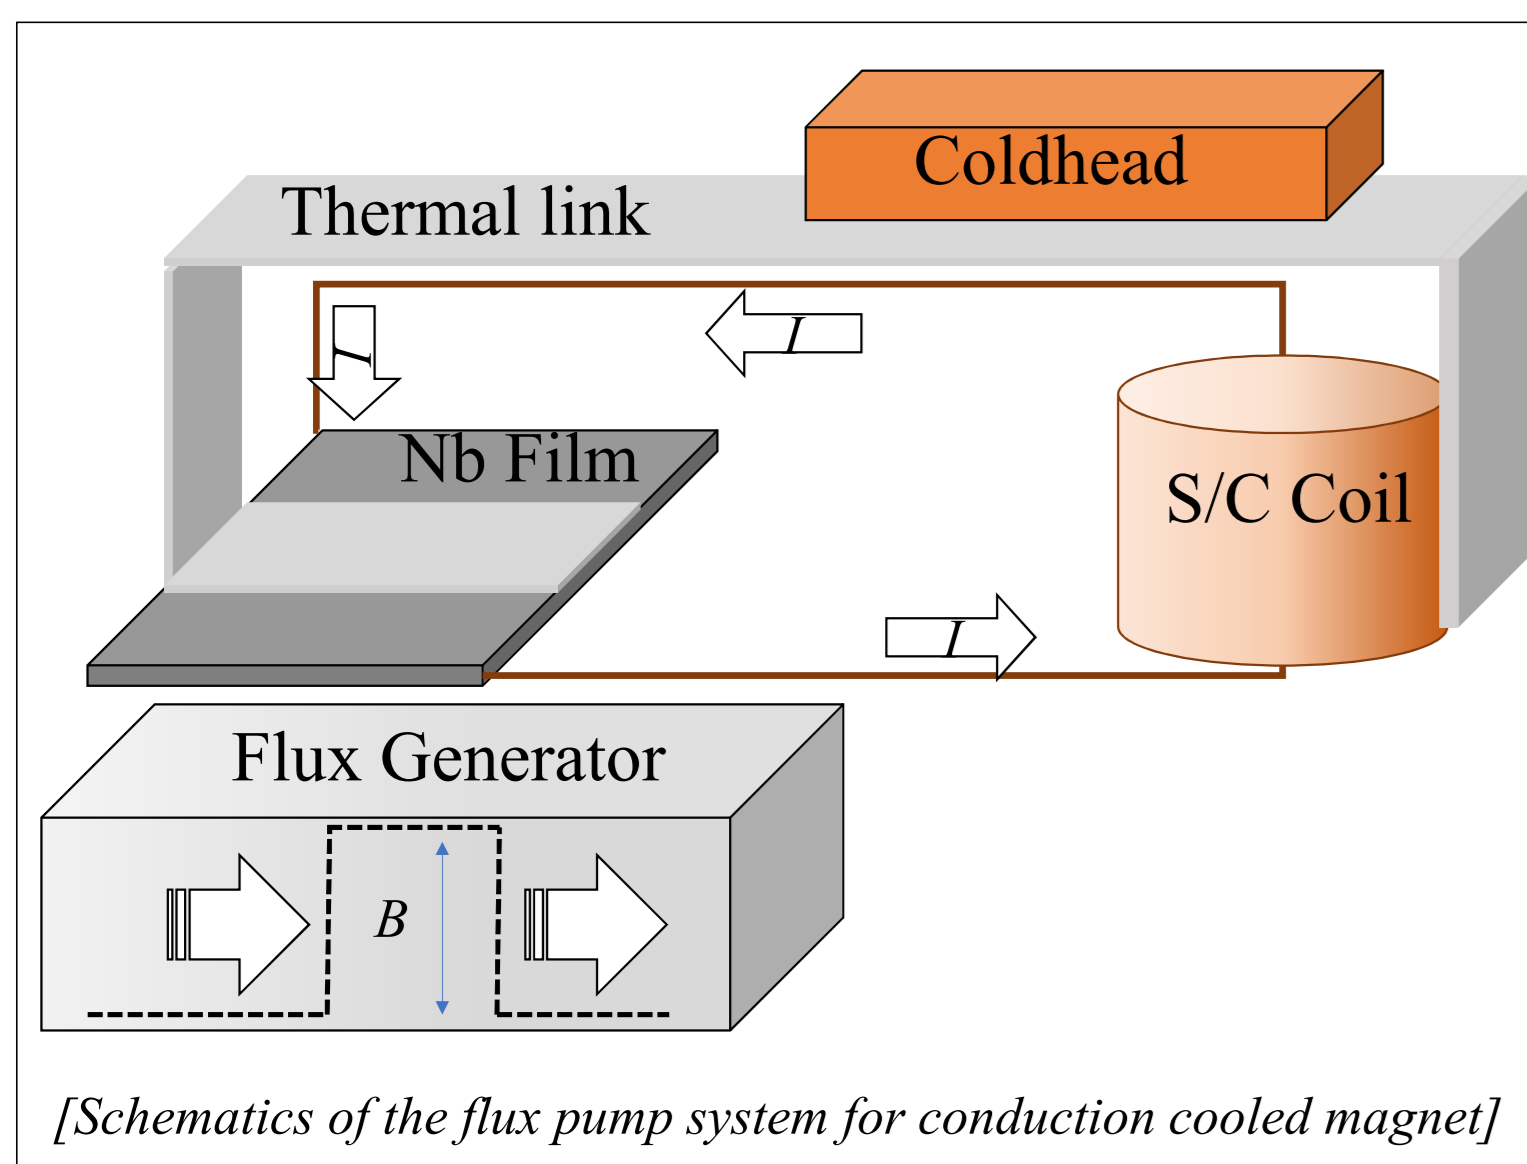 Coldhead
Thermal link
I
I
Nb Film
S/C Coil
I
Flux Generator
B
[Schematics of the flux pump system for conduction cooled magnet]